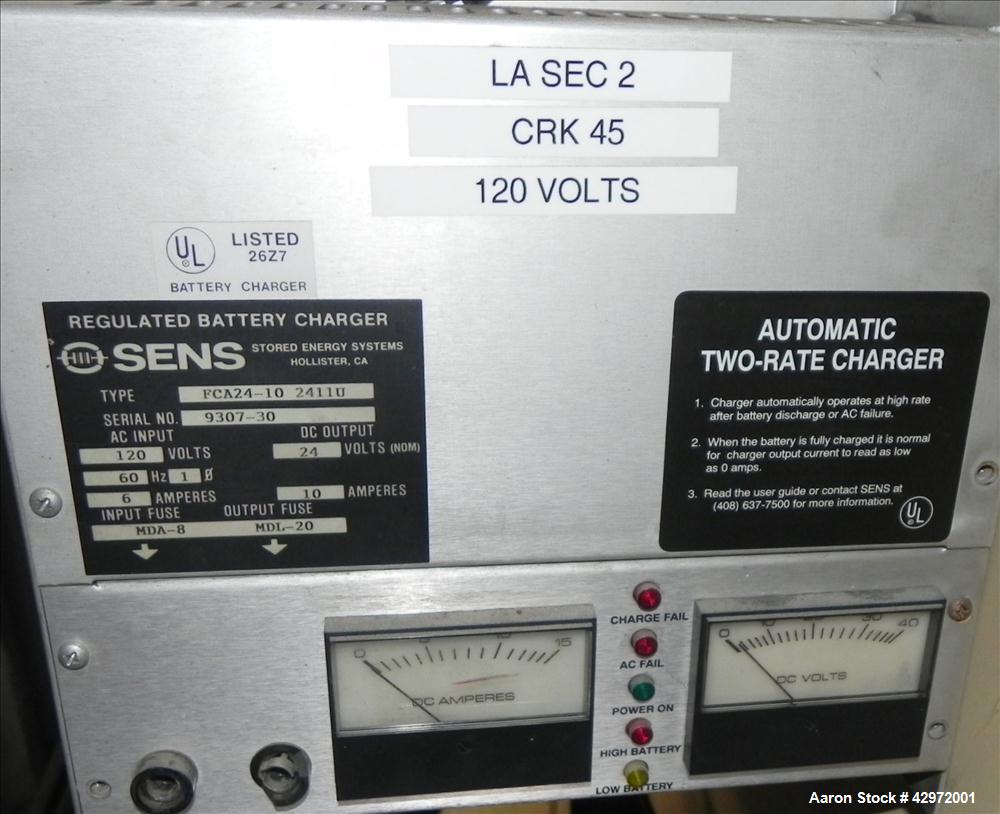 LA SEC 2
CRK 45
120 VOLTS
UL LISTED
26Z7
BATTERY CHARGER
REGULATED BATTERY CHARGER
SENS STORED ENERGY SYSTEMS
HOLLISTER, CA
TYPE FCA24-10 2411U
SERIAL NO. 9307-30
AC INPUT DC OUTPUT
120 VOLTS 24 VOLTS (NOM)
60 Hz 1 Ø
6 AMPERES 10 AMPERES
INPUT FUSE OUTPUT FUSE
MDA-8 MDL-20
AUTOMATIC
TWO-RATE CHARGER
1. Charger automatically operates at high rate
after battery discharge or AC failure.
2. When the battery is fully charged it is normal
for charger output current to read as low
as 0 amps.
3. Read the user guide or contact SENS at
(408) 637-7500 for more information.
UL
0 5 10 15
DC AMPERES
CHARGE FAIL
AC FAIL
POWER ON
HIGH BATTERY
LOW BATTERY
0 10 30 40
DC VOLTS
Aaron Stock # 42972001